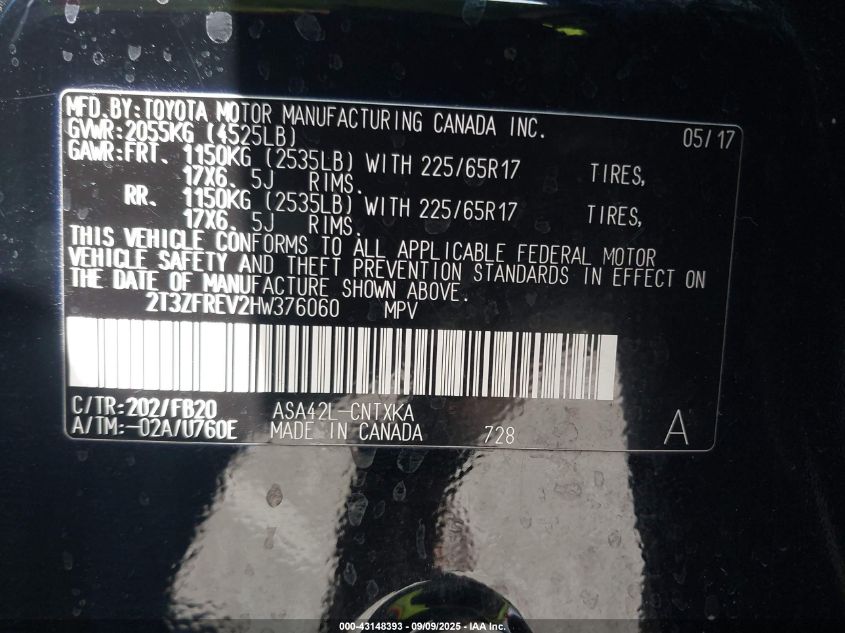 MFD.BY:TOYOTA MOTOR MANUFACTURING CANADA INC. 05/17
GVWR:2055KG (4525LB)
GAWR:FRT. 1150KG (2535LB) WITH 225/65R17 TIRES,
17X6. 5J RIMS.
RR. 1150KG (2535LB) WITH 225/65R17 TIRES,
17X6. 5J RIMS.
THIS VEHICLE CONFORMS TO ALL APPLICABLE FEDERAL MOTOR
VEHICLE SAFETY AND THEFT PREVENTION STANDARDS IN EFFECT ON
THE DATE OF MANUFACTURE SHOWN ABOVE.
2T3ZFREV2HW376060 MPV
C/TR:202/FB20 ASA42L-CNTXKA
A/TM:-02A/U760E MADE IN CANADA 728 A
000-43148393 - 09/09/2025 - IAA Inc.